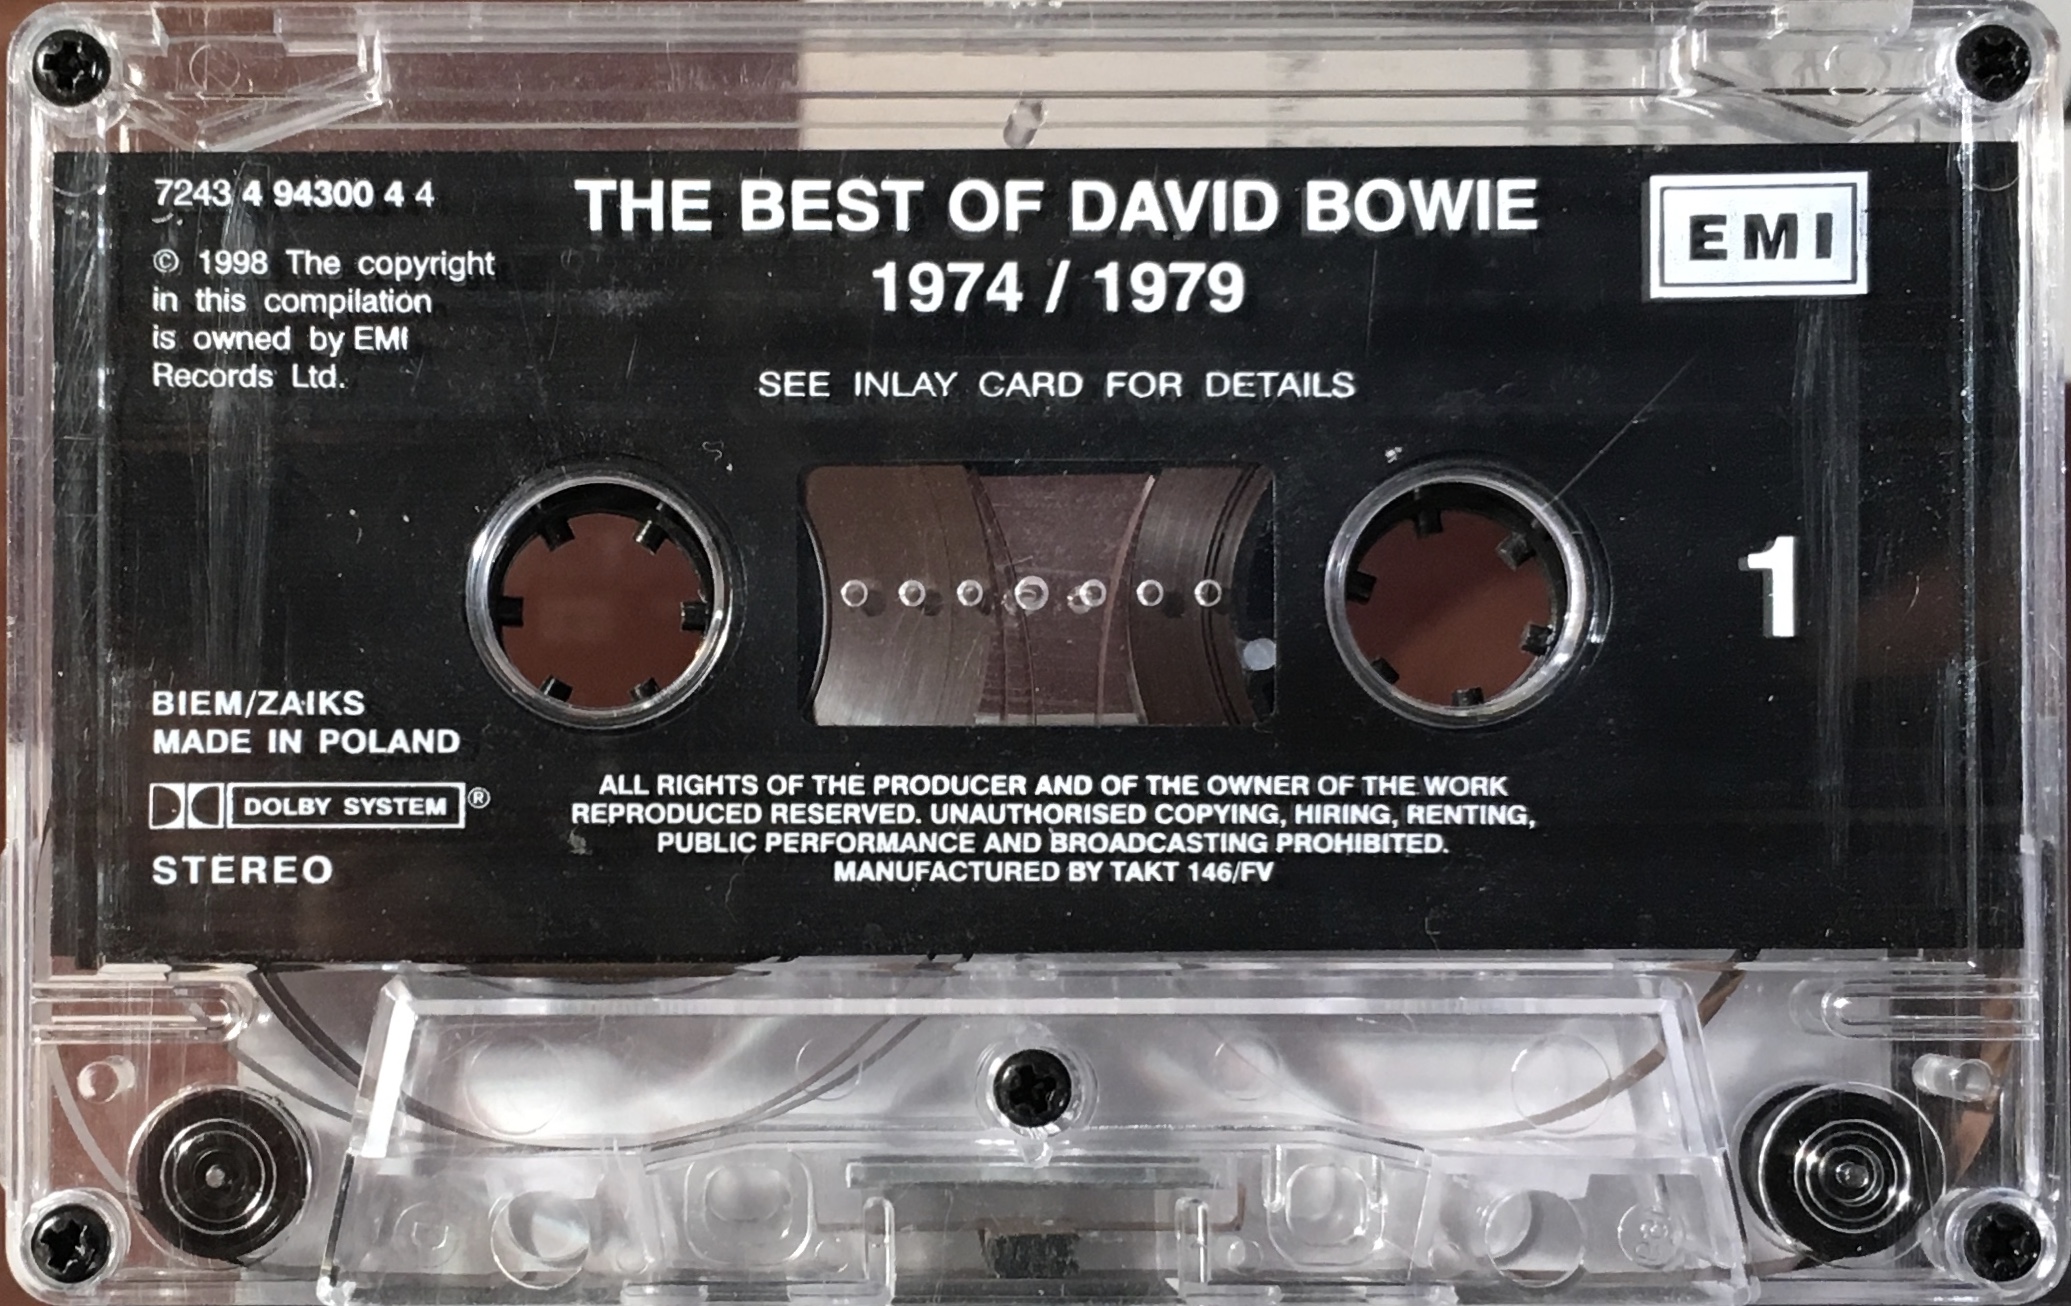 7243 4 94300 4 4
© 1998 The copyright
in this compilation
is owned by EMI
Records Ltd.
THE BEST OF DAVID BOWIE
1974 / 1979
SEE INLAY CARD FOR DETAILS
EMI
1
BIEM/ZAIKS
MADE IN POLAND
DOLBY SYSTEM®
STEREO
ALL RIGHTS OF THE PRODUCER AND OF THE OWNER OF THE WORK
REPRODUCED RESERVED. UNAUTHORISED COPYING, HIRING, RENTING,
PUBLIC PERFORMANCE AND BROADCASTING PROHIBITED.
MANUFACTURED BY TAKT 146/FV